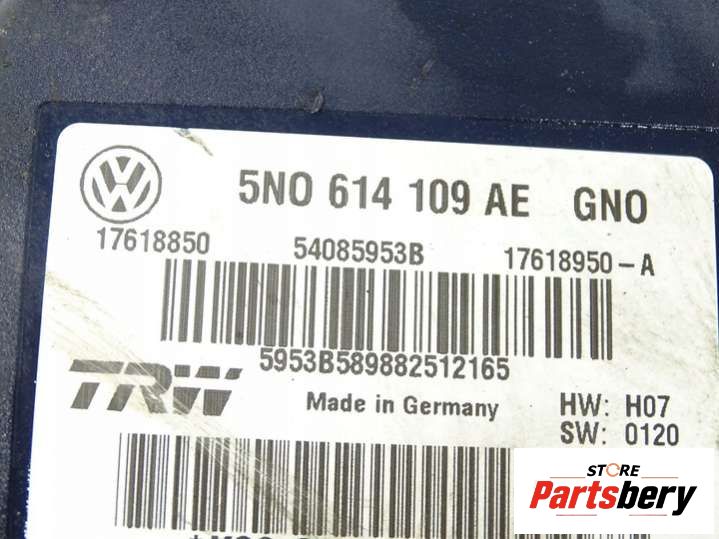 5N0 614 109 AE GNO
17618850 54085953B 17618950-A
5953B589882512165
TRW Made in Germany HW: H07
SW: 0120
STORE
Partsbery